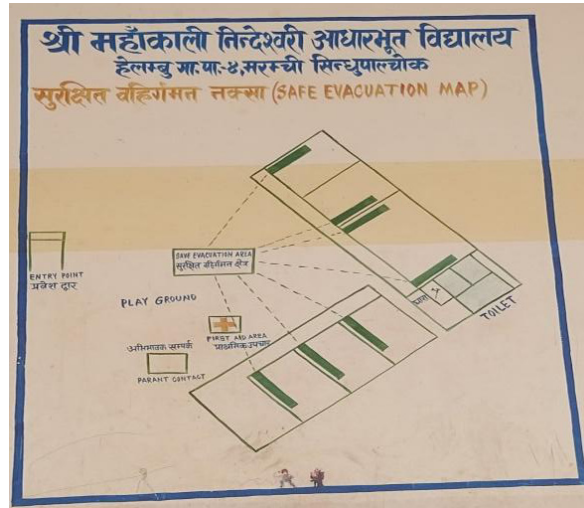 श्री महाँकाली तिन्देश्वरी आधारभूत विद्यालय
हेलम्बु गा.पा.-४, मरम्ची सिन्धुपाल्चोक
सुरक्षित वहिर्गमन नक्सा (SAFE EVACUATION MAP)
SAFE EVACUATION AREA
सुरक्षित वहिर्गमन क्षेत्र
ENTRY POINT
प्रवेश द्वार
PLAY GROUND
FIRST AID AREA
प्राथमिक उपचार
अभिभावक सम्पर्क
PARANT CONTACT
TOILET